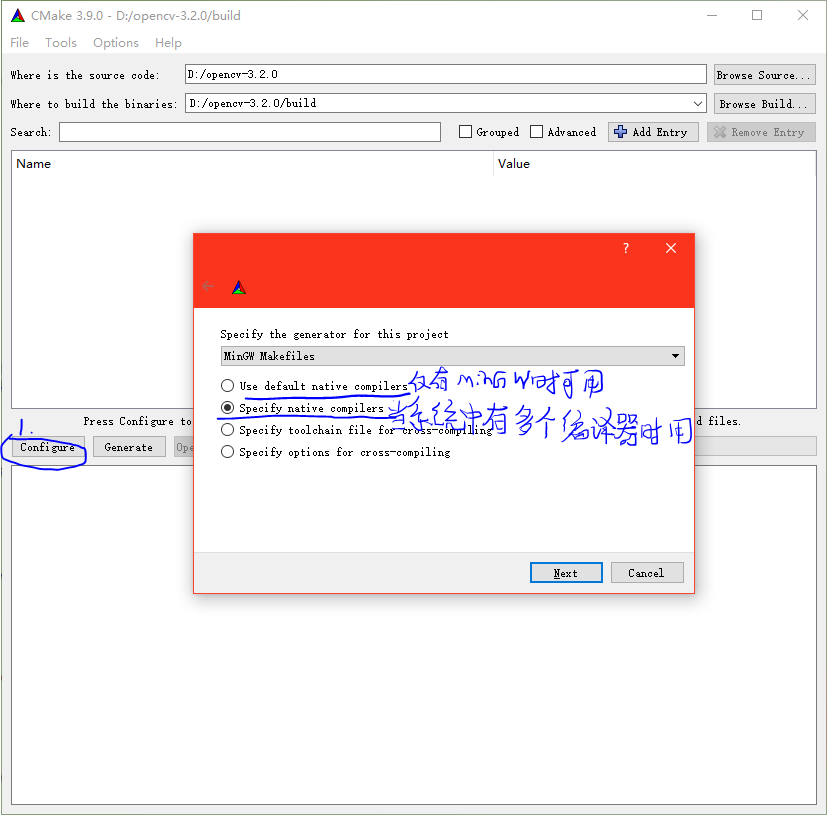 CMake 3.9.0 - D:/opencv-3.2.0/build
File Tools Options Help
Where is the source code: D:/opencv-3.2.0 Browse Source...
Where to build the binaries: D:/opencv-3.2.0/build Browse Build...
Search: Grouped Advanced Add Entry Remove Entry
Name Value
?
Specify the generator for this project
MinGW Makefiles
Use default native compilers 仅有MinGW时可用
Specify native compilers 当系统中有多个编译器时用
Specify toolchain file for cross-compiling
Specify options for cross-compiling
Next Cancel
Press Configure to d files.
1.
Configure Generate Ope